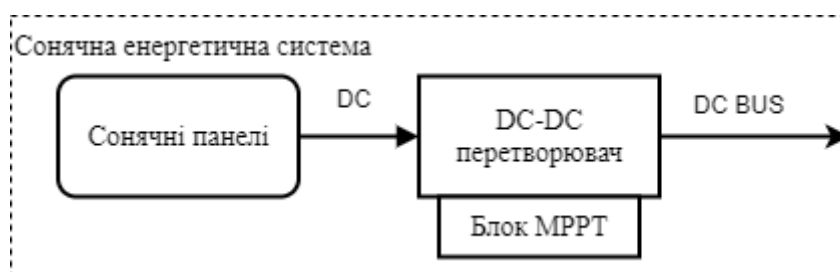 Сонячна енергетична система
DC
DC BUS
Сонячні панелі
DC-DC
перетворювач
Блок MPPT